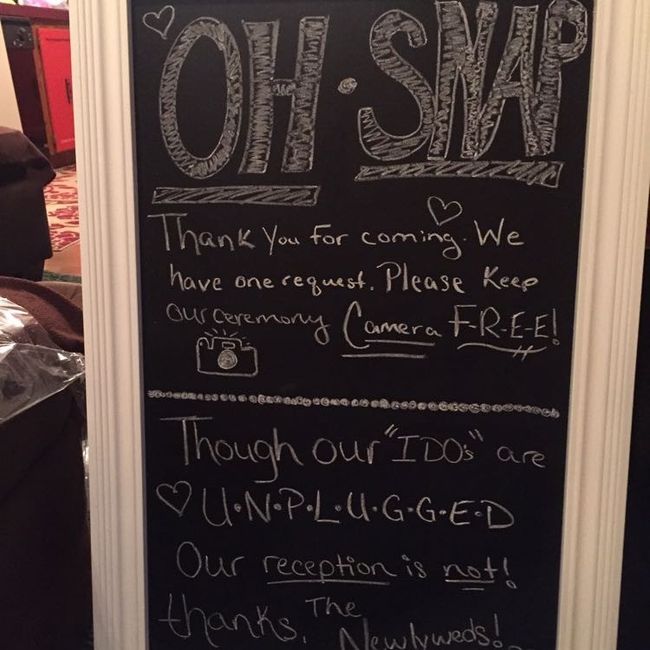 OH · SNAP
Thank You for coming. We
have one request. Please Keep
our ceremony Camera F-R-E-E!
Though our "I DO's" are
U·N·P·L·U·G·G·E·D
Our reception is not!
thanks, The
Newlyweds!